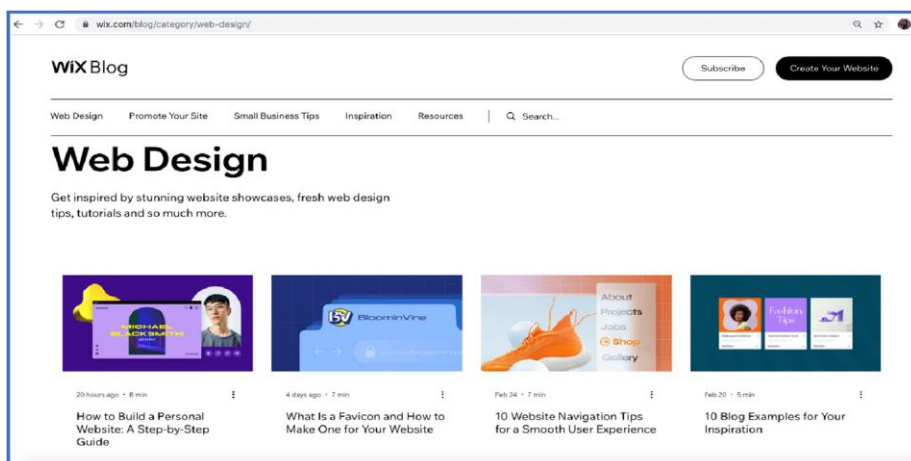 wix.com/blog/category/web-design/
WiX Blog
Subscribe
Create Your Website
Web Design Promote Your Site Small Business Tips Inspiration Resources | Search...
Web Design
Get inspired by stunning website showcases, fresh web design
tips, tutorials and so much more.
MICHAEL
BLACKSMITH
BV BloominVine
About
Projects
Jobs
Shop
Gallery
Fashion
Tips
20 hours ago · 8 min
How to Build a Personal
Website: A Step-by-Step
Guide
4 days ago · 7 min
What Is a Favicon and How to
Make One for Your Website
Feb 24 · 7 min
10 Website Navigation Tips
for a Smooth User Experience
Feb 20 · 5 min
10 Blog Examples for Your
Inspiration